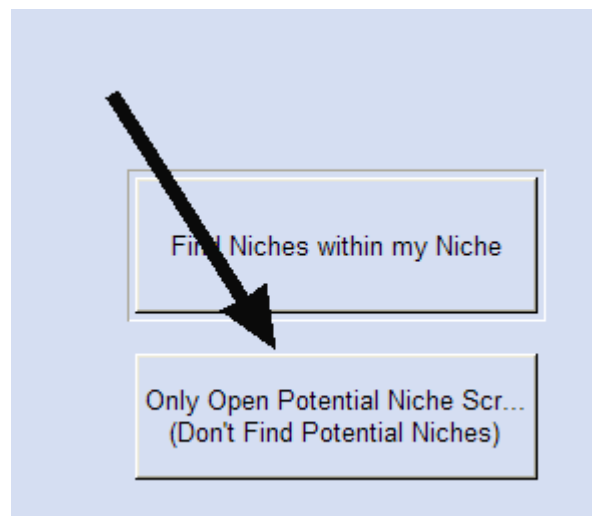 Find Niches within my Niche
Only Open Potential Niche Scr...
(Don't Find Potential Niches)